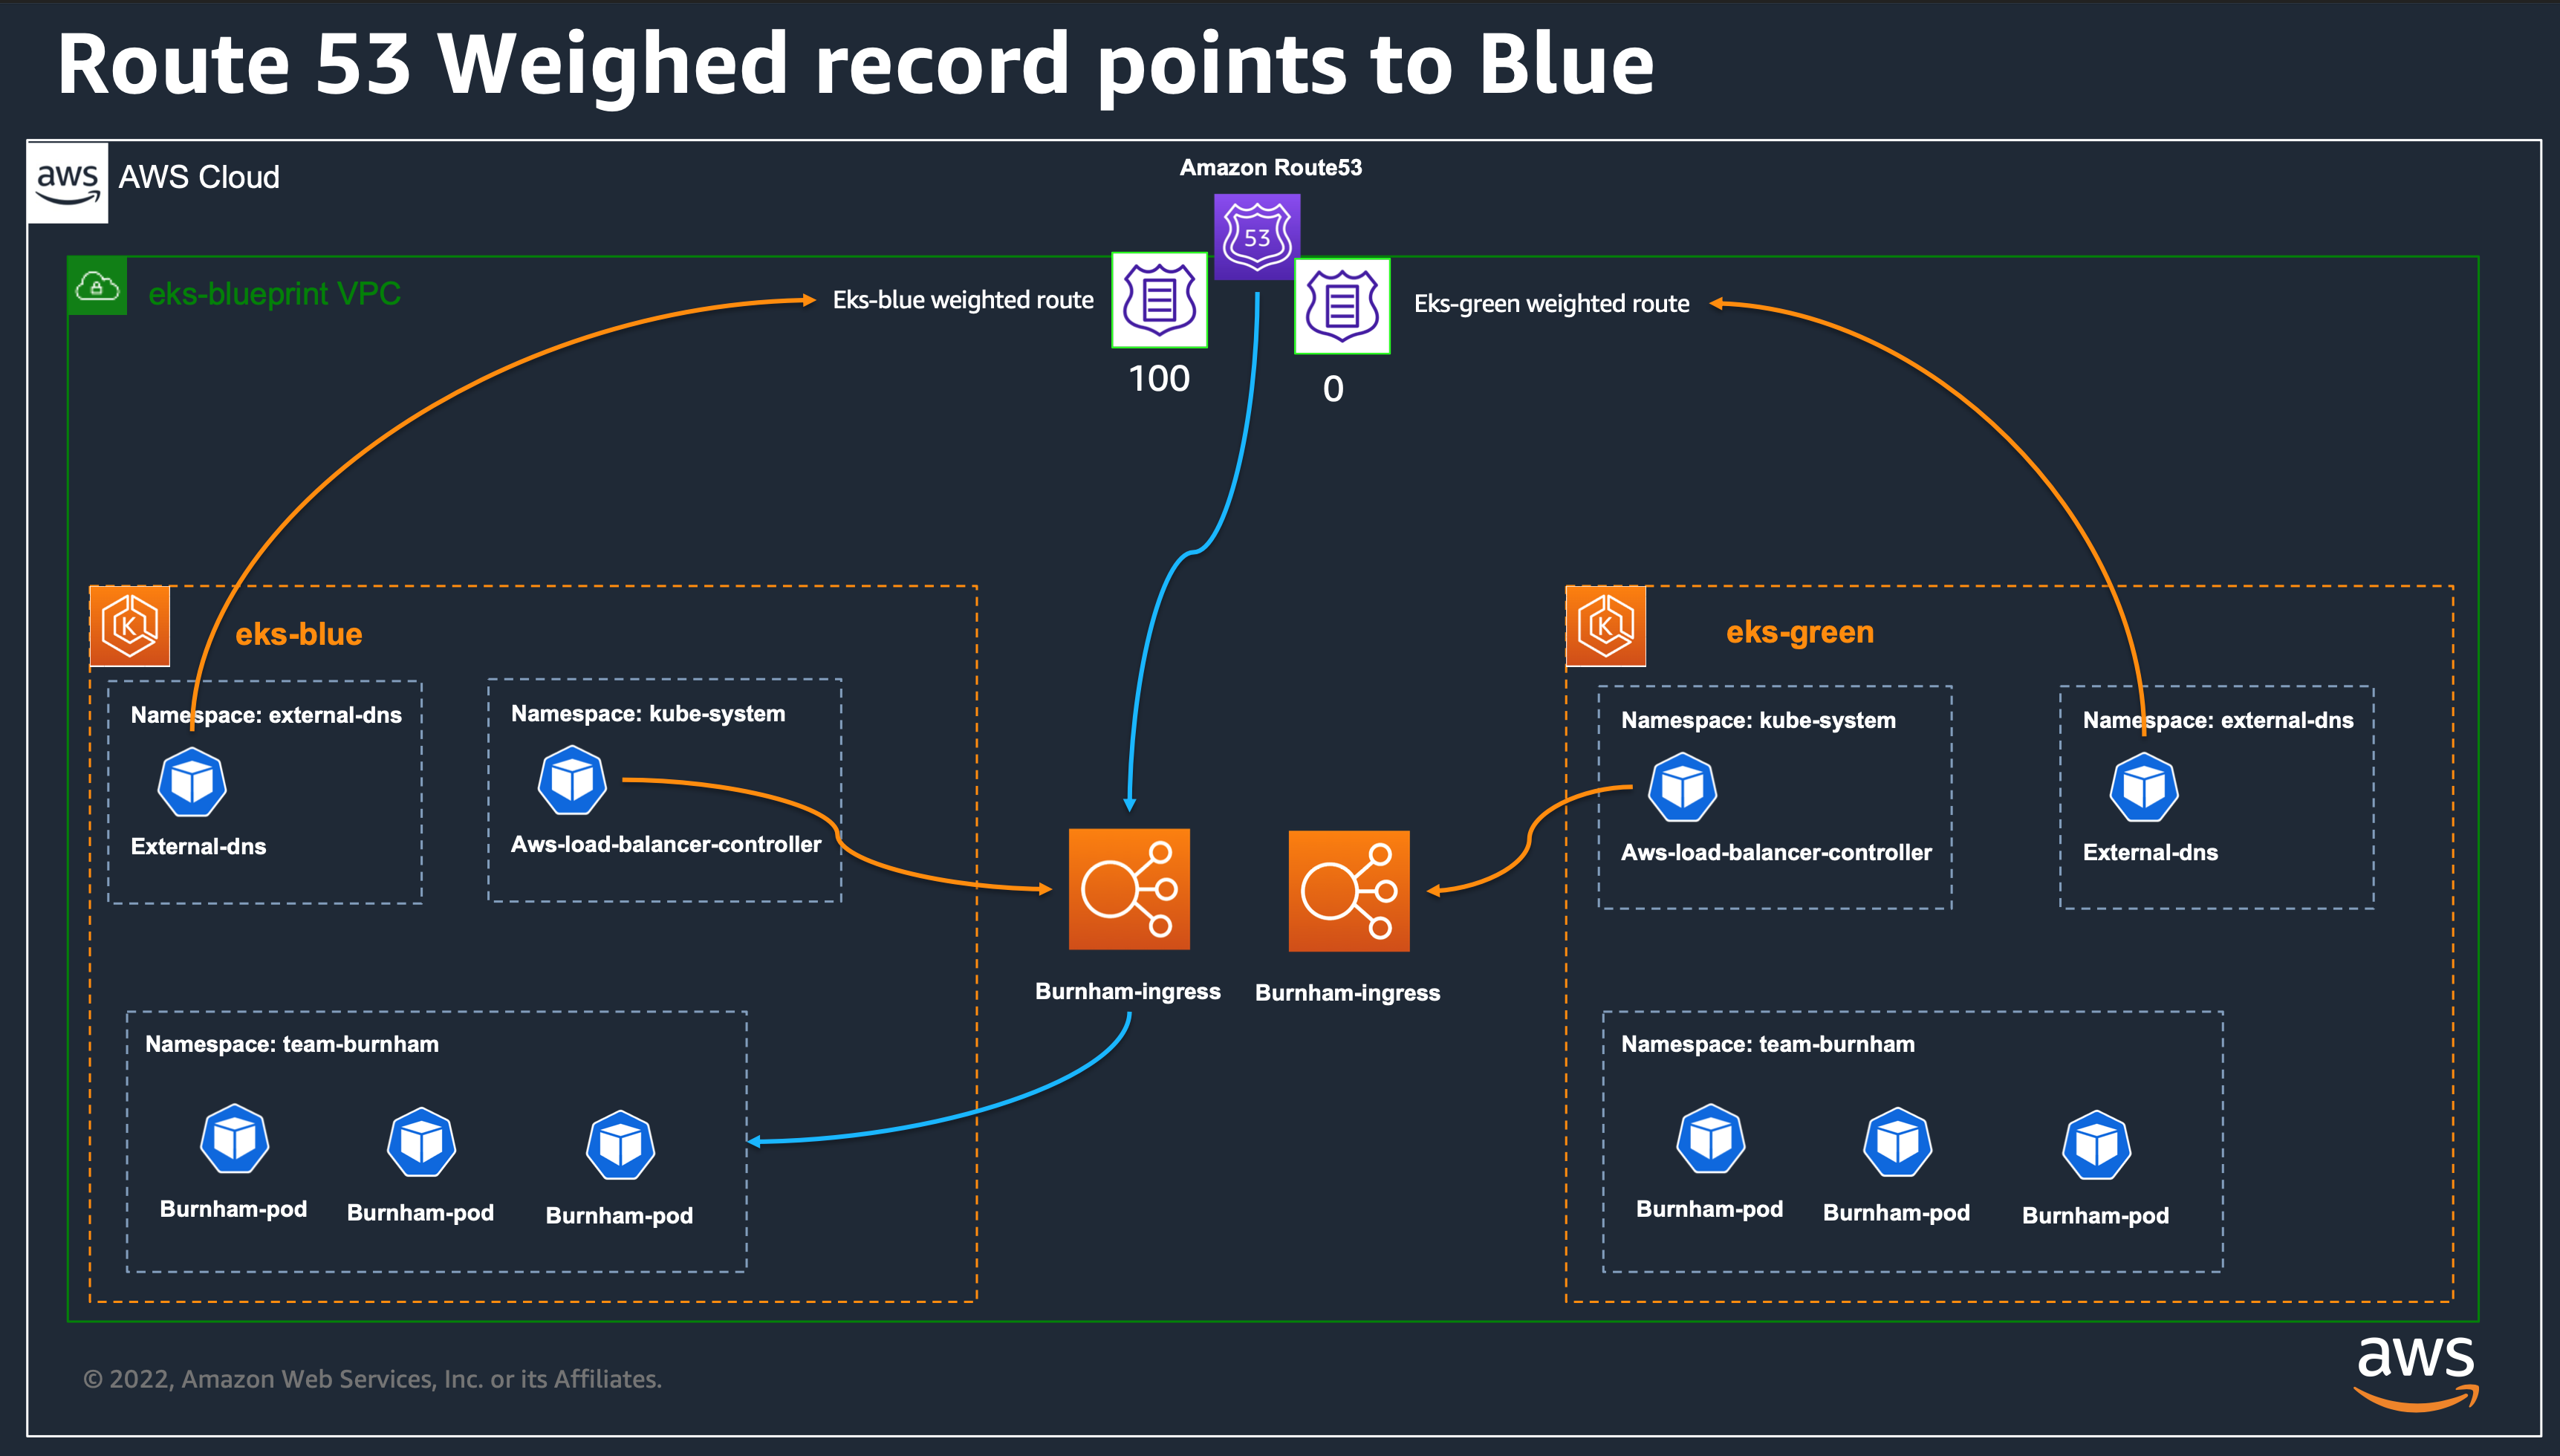 Route 53 Weighed record points to Blue
aws
AWS Cloud
Amazon Route53
53
eks-blueprint VPC
Eks-blue weighted route
Eks-green weighted route
100
0
K
eks-blue
Namespace: external-dns
External-dns
Namespace: kube-system
Aws-load-balancer-controller
Namespace: team-burnham
Burnham-pod
Burnham-pod
Burnham-pod
Burnham-ingress
Burnham-ingress
K
eks-green
Namespace: kube-system
Aws-load-balancer-controller
Namespace: external-dns
External-dns
Namespace: team-burnham
Burnham-pod
Burnham-pod
Burnham-pod
© 2022, Amazon Web Services, Inc. or its Affiliates.
aws